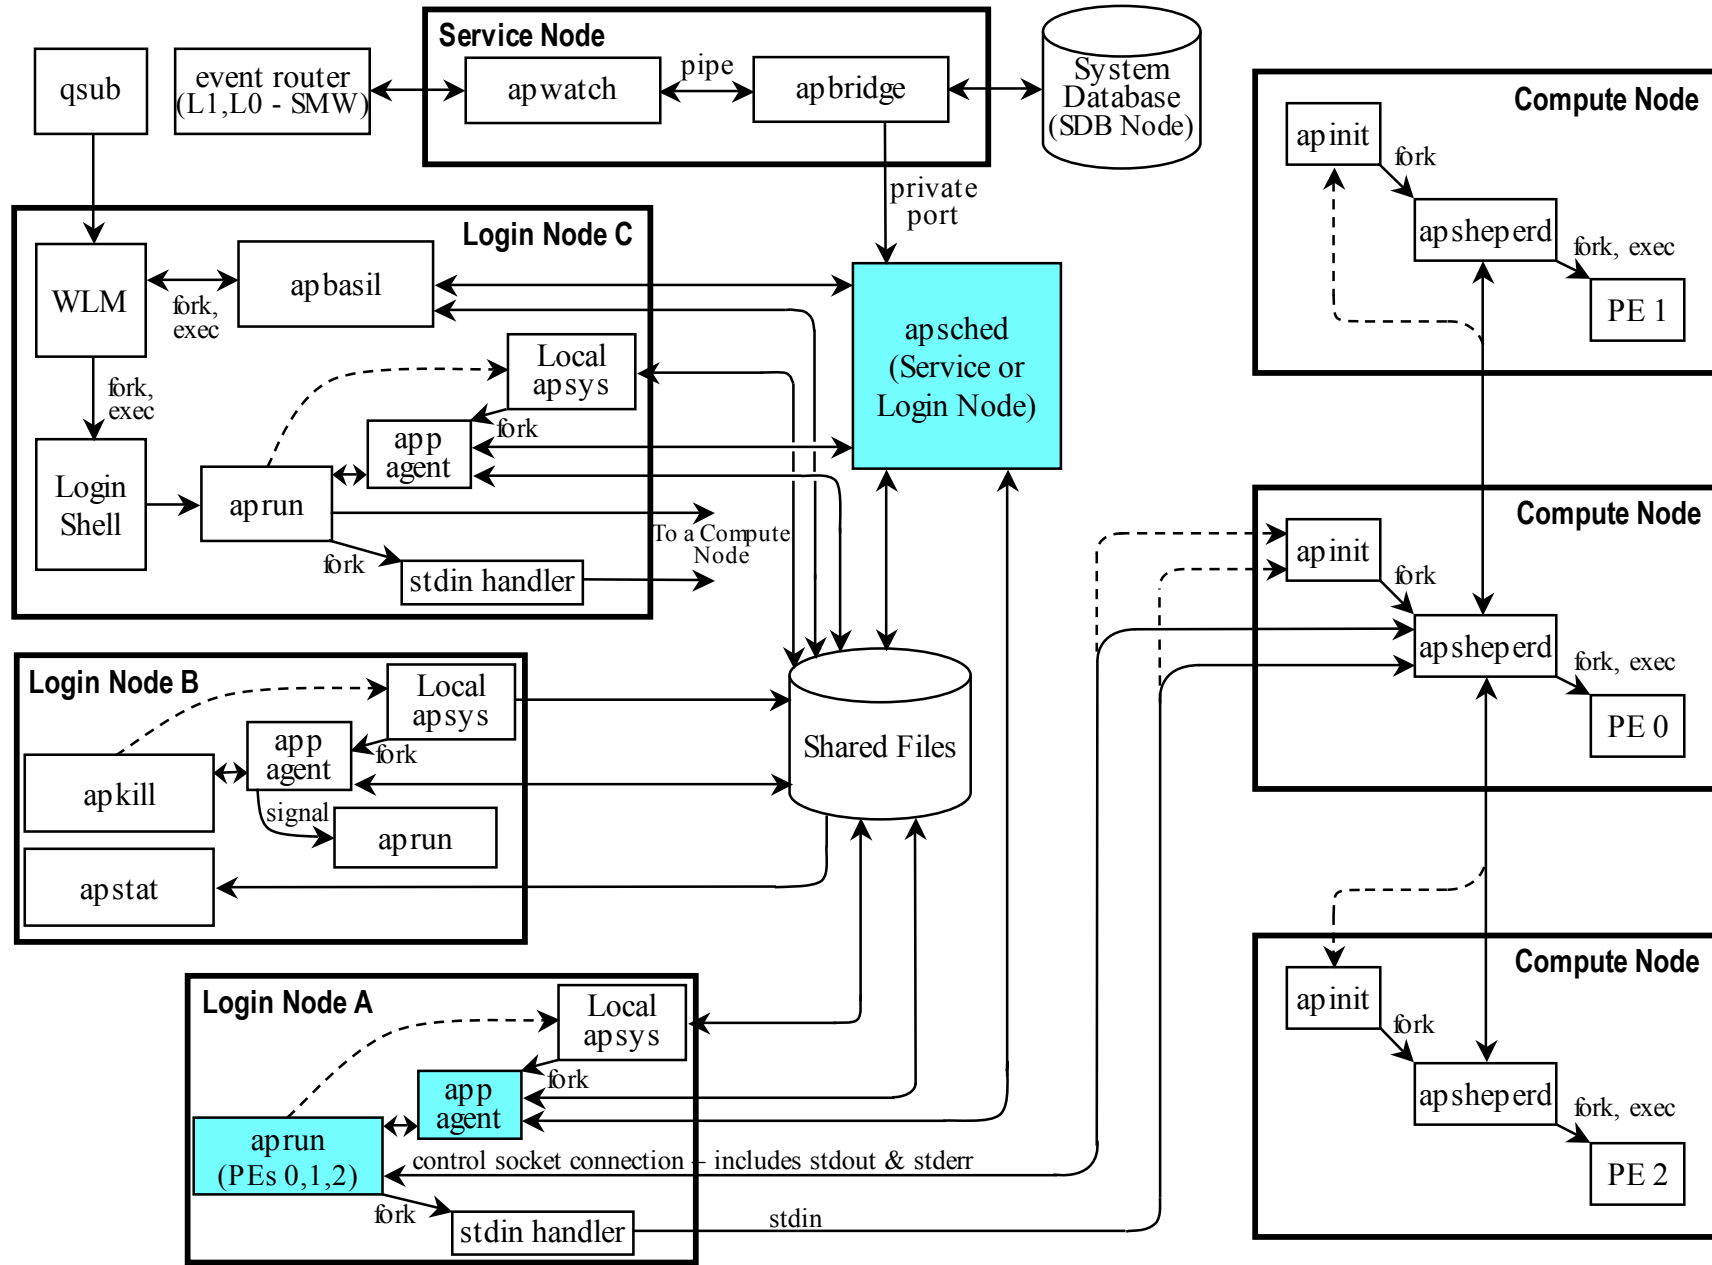 Service Node
qsub
event router
(L1,L0 - SMW)
apwatch
pipe
apbridge
System
Database
(SDB Node)
private
port
Login Node C
WLM
fork,
exec
apbasil
fork,
exec
Local
apsys
fork
app
agent
Login
Shell
aprun
fork
stdin handler
To a Compute
Node
apsched
(Service or
Login Node)
Login Node B
Local
apsys
app
agent
fork
apkill
signal
aprun
apstat
Shared Files
Login Node A
Local
apsys
fork
app
agent
aprun
(PEs 0,1,2)
control socket connection – includes stdout & stderr
fork
stdin handler
stdin
Compute Node
apinit
fork
apsheperd
fork, exec
PE 1
Compute Node
apinit
fork
apsheperd
fork, exec
PE 0
Compute Node
apinit
fork
apsheperd
fork, exec
PE 2